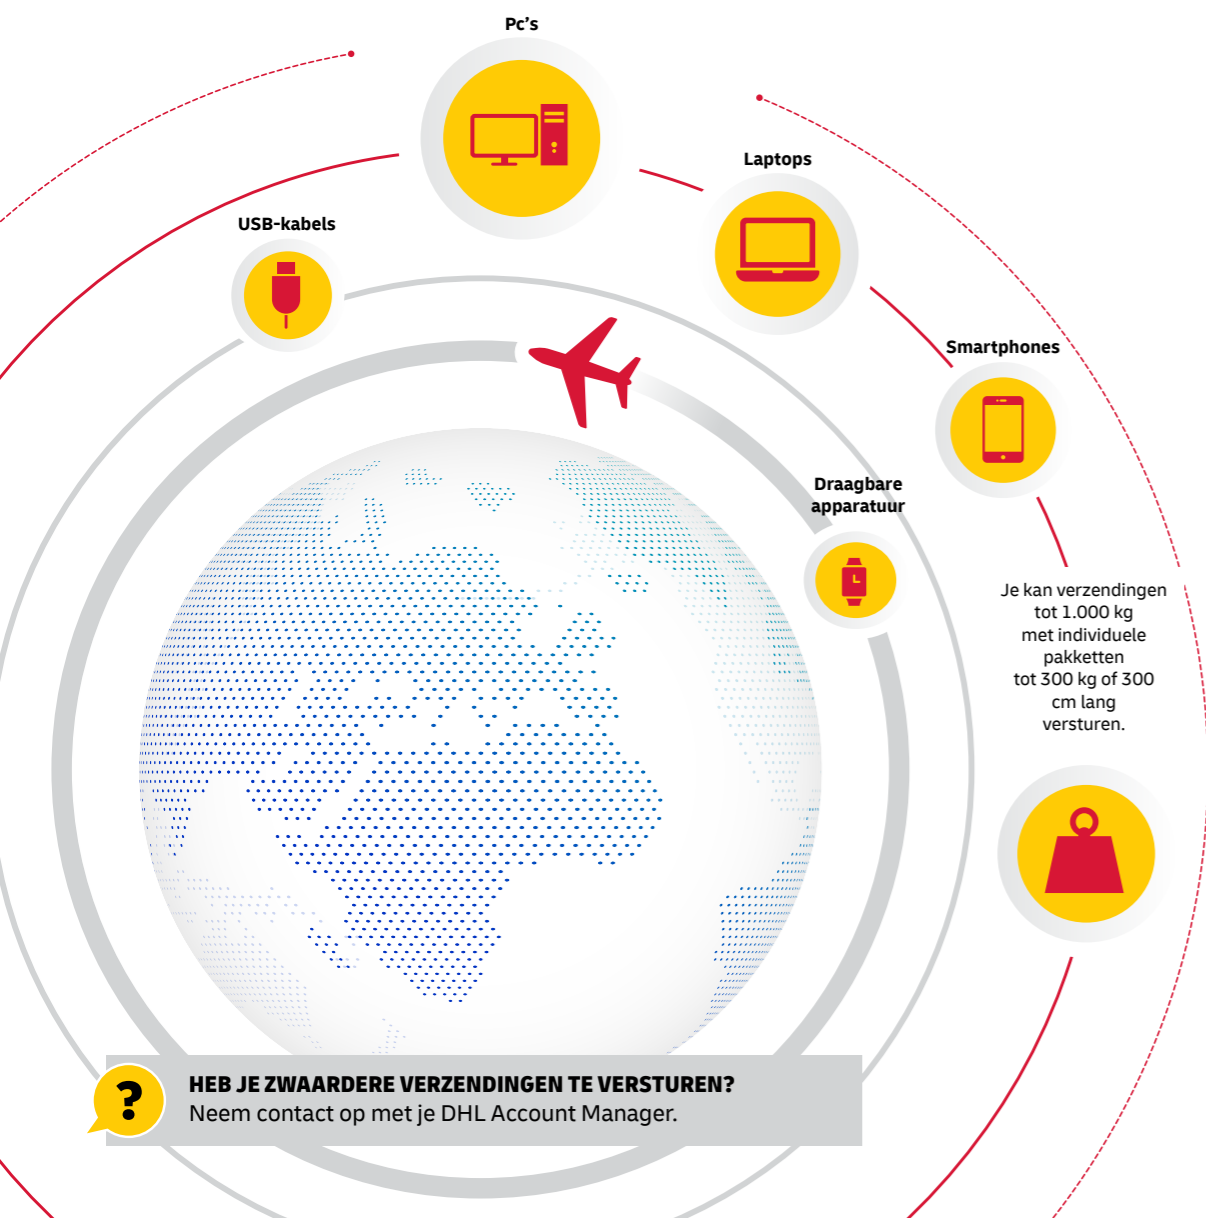 Pc's
Laptops
USB-kabels
Smartphones
Draagbare
apparatuur
Je kan verzendingen
tot 1.000 kg
met individuele
pakketten
tot 300 kg of 300
cm lang
versturen.
?
HEB JE ZWAARDERE VERZENDINGEN TE VERSTUREN?
Neem contact op met je DHL Account Manager.